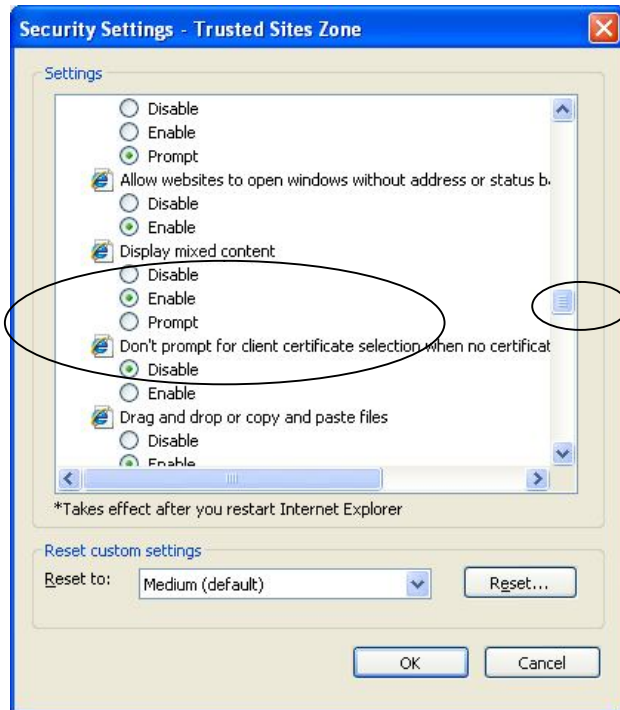 Security Settings - Trusted Sites Zone
Settings
Disable
Enable
Prompt
Allow websites to open windows without address or status ba
Disable
Enable
Display mixed content
Disable
Enable
Prompt
Don't prompt for client certificate selection when no certificat
Disable
Enable
Drag and drop or copy and paste files
Disable
Enable
*Takes effect after you restart Internet Explorer
Reset custom settings
Reset to:
Medium (default)
Reset...
OK
Cancel